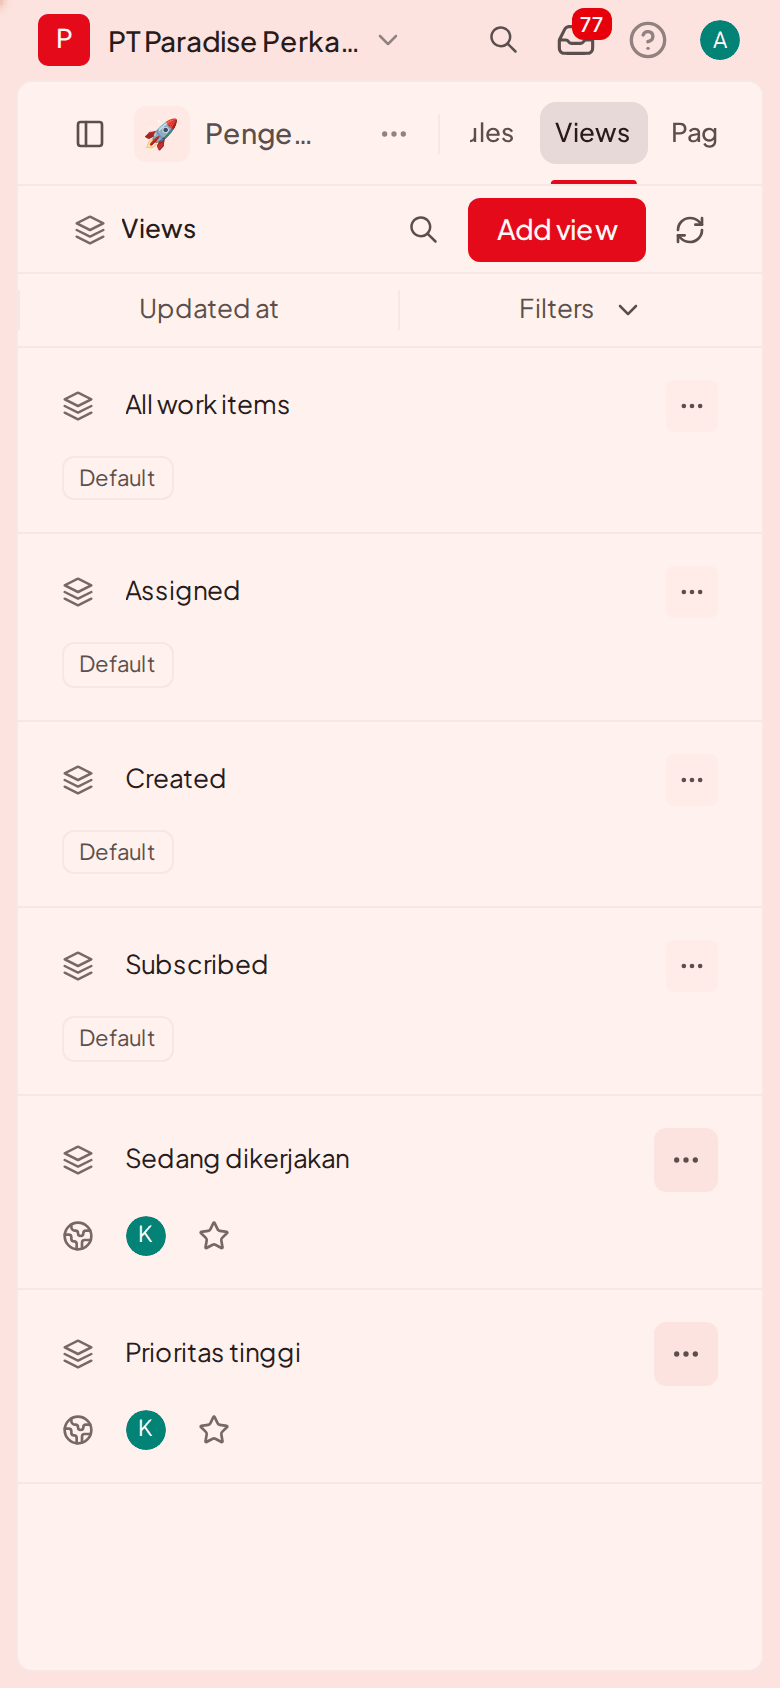 P PT Paradise Perka... 77 A
Penge... ules Views Pag
Views Add view
Updated at Filters
All work items
Default
Assigned
Default
Created
Default
Subscribed
Default
Sedang dikerjakan
K
Prioritas tinggi
K